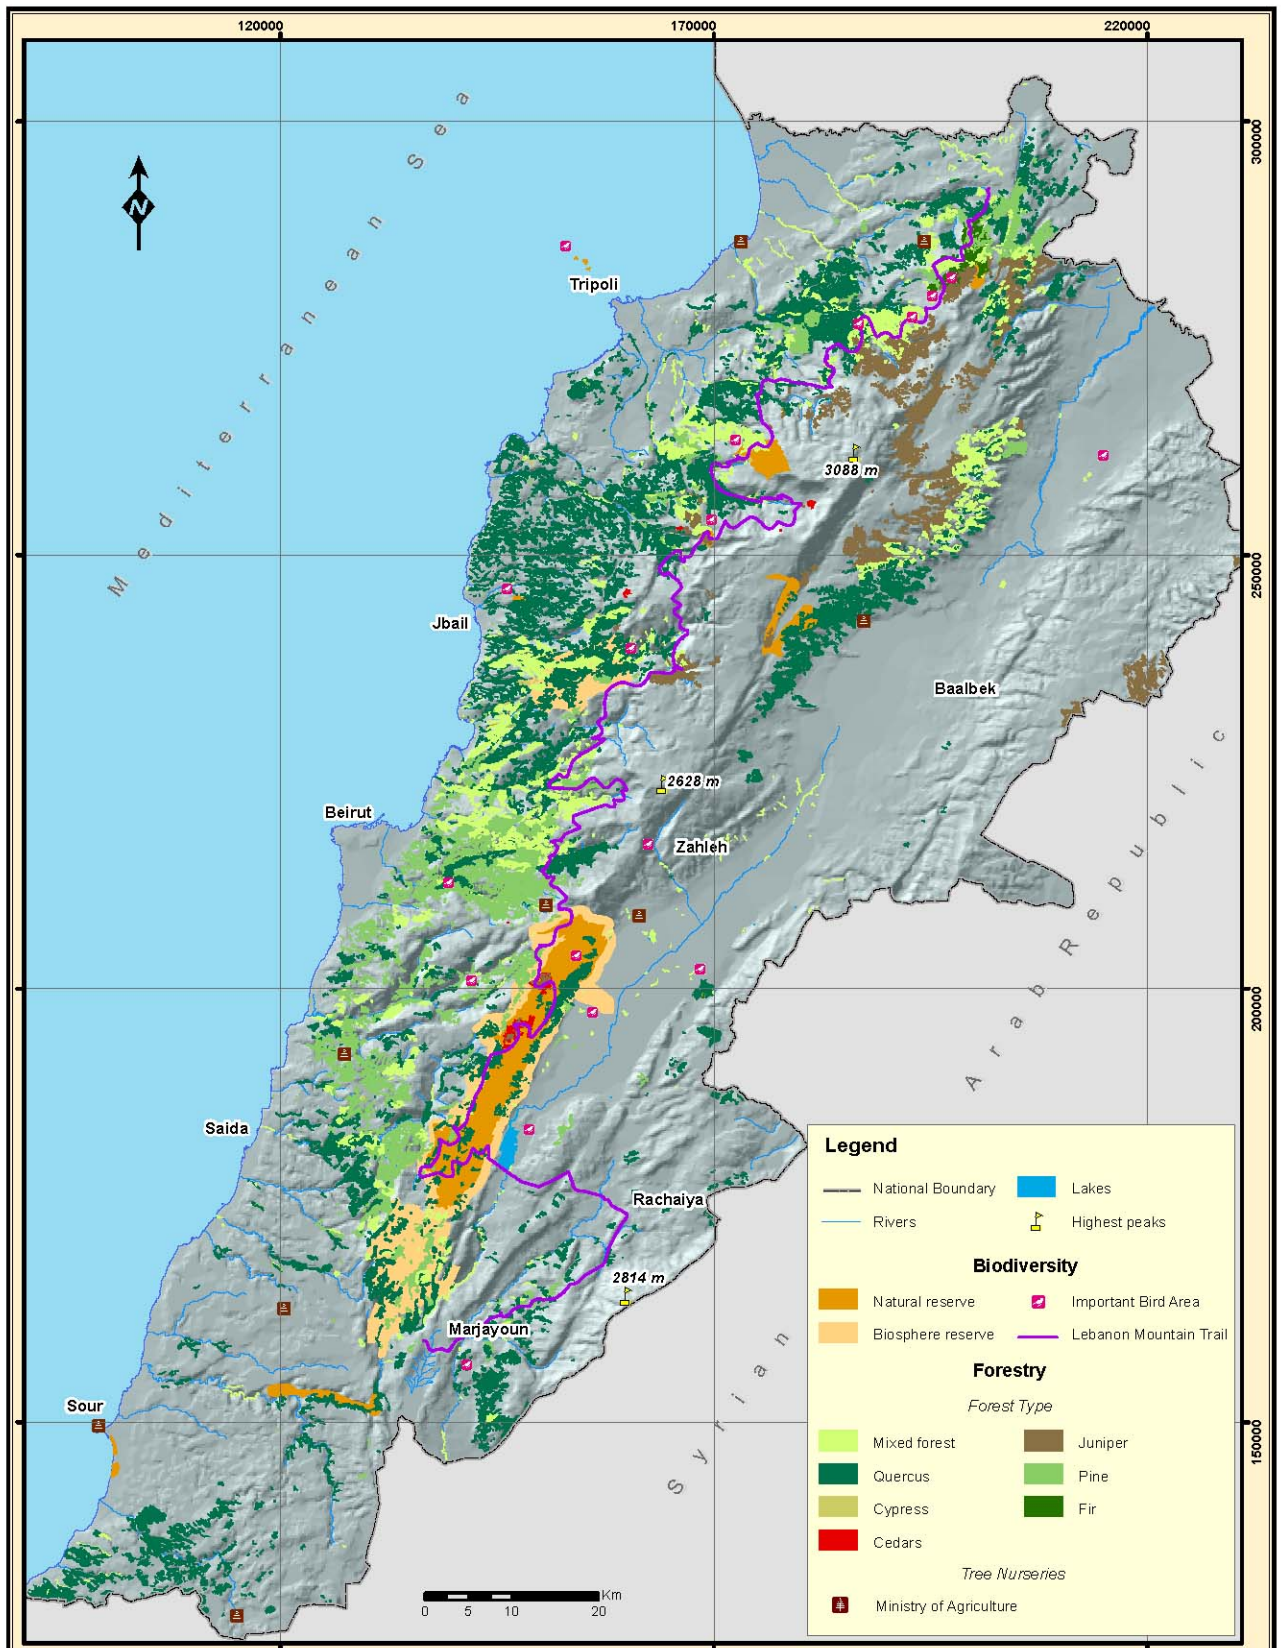 120000
170000
220000
300000
250000
200000
150000
N
Mediterranean Sea
Tripoli
3088 m
Jbail
Baalbek
2628 m
Beirut
Zahleh
Syrian Arab Republic
Saida
Rachaiya
2814 m
Marjayoun
Sour
Km
0 5 10 20
Legend
National Boundary
Lakes
Rivers
Highest peaks
Biodiversity
Natural reserve
Important Bird Area
Biosphere reserve
Lebanon Mountain Trail
Forestry
Forest Type
Mixed forest
Juniper
Quercus
Pine
Cypress
Fir
Cedars
Tree Nurseries
Ministry of Agriculture